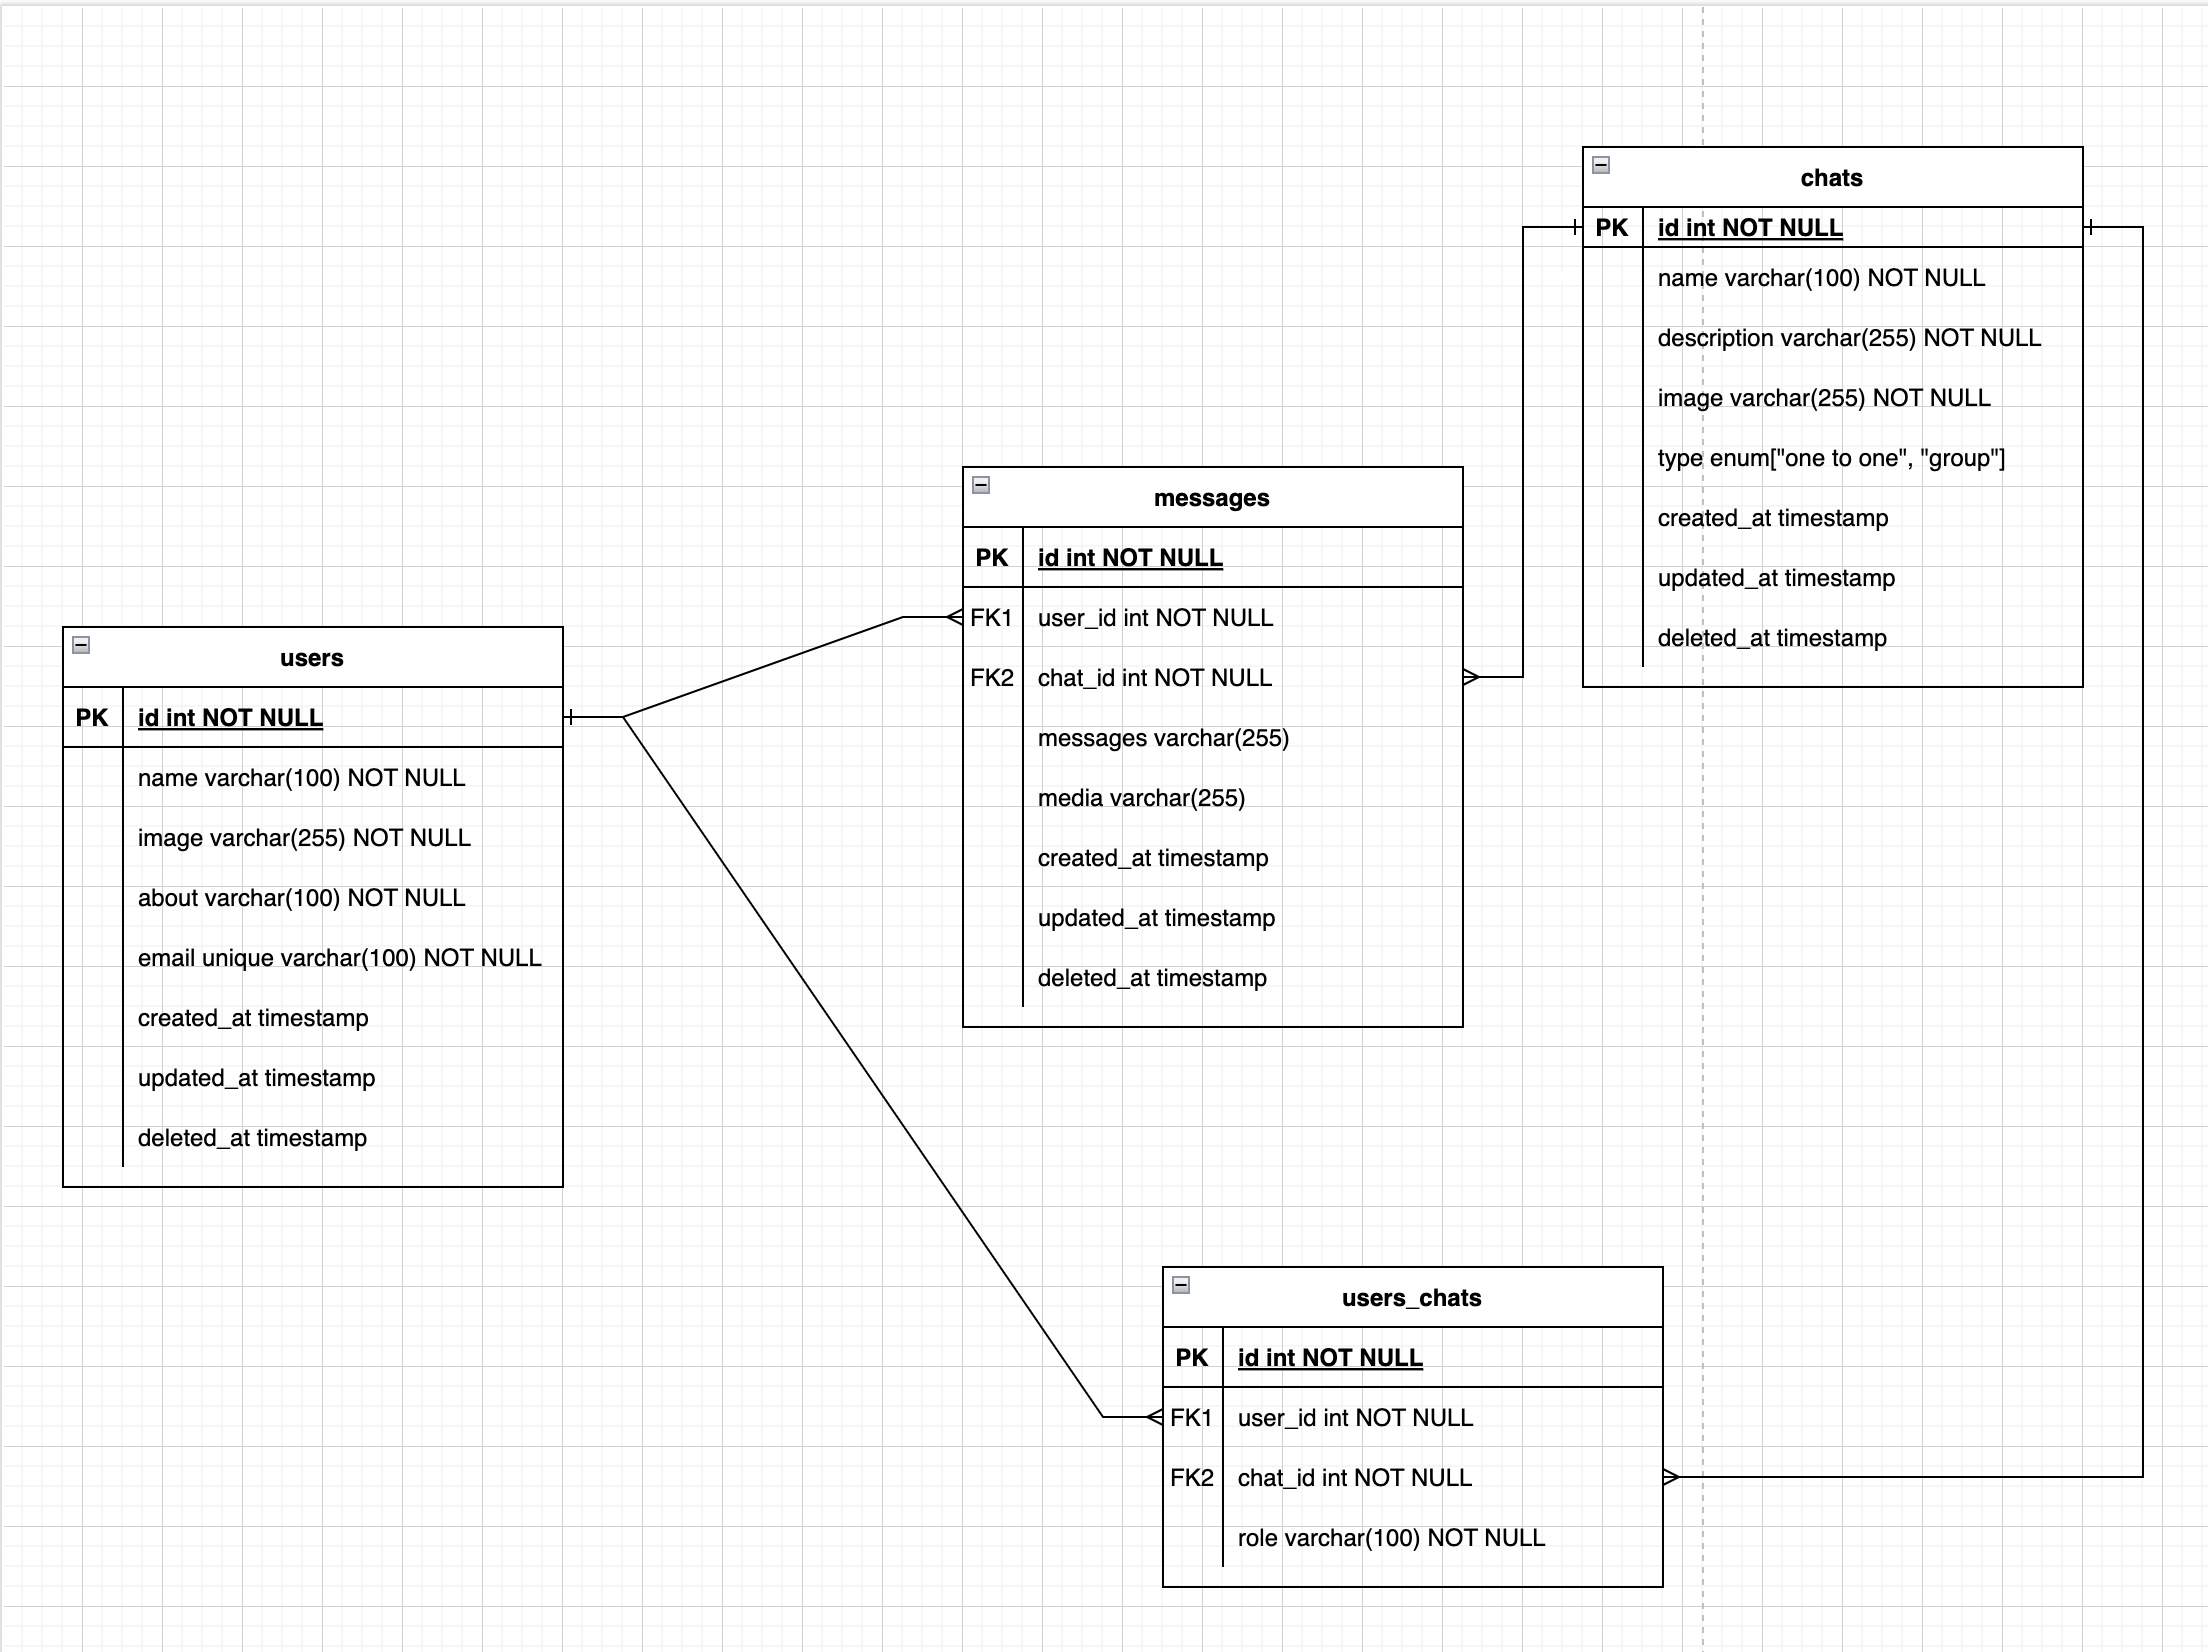 users
PK id int NOT NULL
name varchar(100) NOT NULL
image varchar(255) NOT NULL
about varchar(100) NOT NULL
email unique varchar(100) NOT NULL
created_at timestamp
updated_at timestamp
deleted_at timestamp
messages
PK id int NOT NULL
FK1 user_id int NOT NULL
FK2 chat_id int NOT NULL
messages varchar(255)
media varchar(255)
created_at timestamp
updated_at timestamp
deleted_at timestamp
chats
PK id int NOT NULL
name varchar(100) NOT NULL
description varchar(255) NOT NULL
image varchar(255) NOT NULL
type enum["one to one", "group"]
created_at timestamp
updated_at timestamp
deleted_at timestamp
users_chats
PK id int NOT NULL
FK1 user_id int NOT NULL
FK2 chat_id int NOT NULL
role varchar(100) NOT NULL